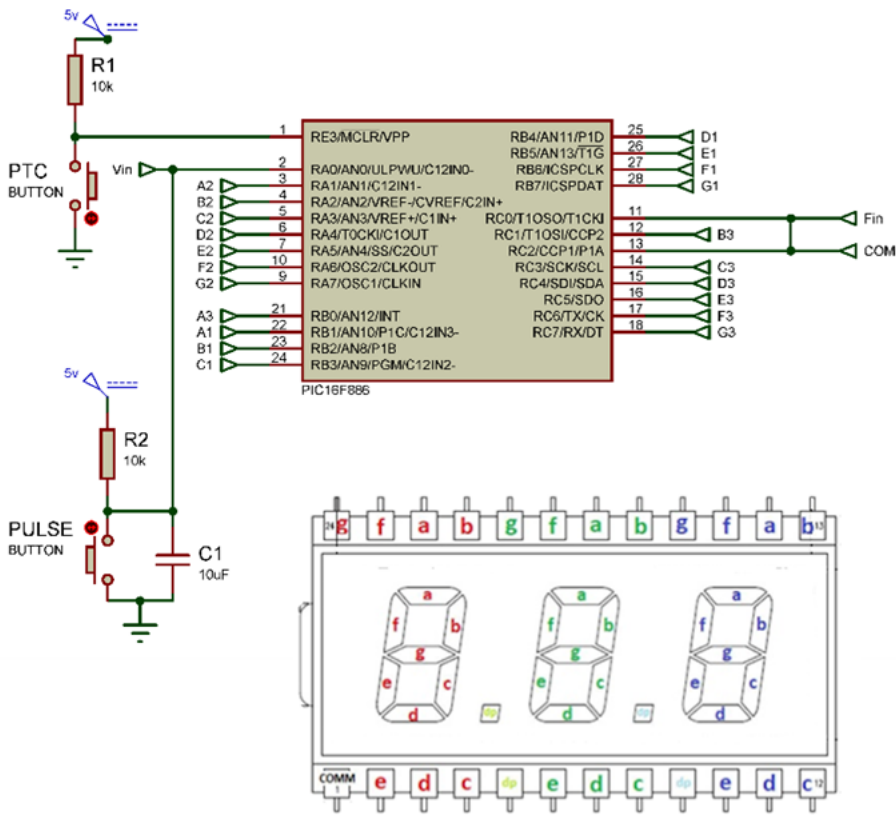 5v
R1
10k
PTC
BUTTON
Vin
1 RE3/MCLR/VPP
2 RA0/AN0/ULPWU/C12IN0-
A2 3 RA1/AN1/C12IN1-
B2 4 RA2/AN2/VREF-/CVREF/C2IN+
C2 5 RA3/AN3/VREF+/C1IN+
D2 6 RA4/T0CKI/C1OUT
E2 7 RA5/AN4/SS/C2OUT
F2 10 RA6/OSC2/CLKOUT
G2 9 RA7/OSC1/CLKIN
A3 21 RB0/AN12/INT
A1 22 RB1/AN10/P1C/C12IN3-
B1 23 RB2/AN8/P1B
C1 24 RB3/AN9/PGM/C12IN2-
RB4/AN11/P1D 25 D1
RB5/AN13/T1G 26 E1
RB6/ICSPCLK 27 F1
RB7/ICSPDAT 28 G1
RC0/T1OSO/T1CKI 11 Fin
RC1/T1OSI/CCP2 12 B3
RC2/CCP1/P1A 13 COM
RC3/SCK/SCL 14 C3
RC4/SDI/SDA 15 D3
RC5/SDO 16 E3
RC6/TX/CK 17 F3
RC7/RX/DT 18 G3
PIC16F886
5v
R2
10k
PULSE
BUTTON
C1
10uF
24 g f a b g f a b g f a b 13
a a a
f b f b f b
g g g
e c e c e c
d dp d dp d
COMM
1 e d c dp e d c dp e d c 12